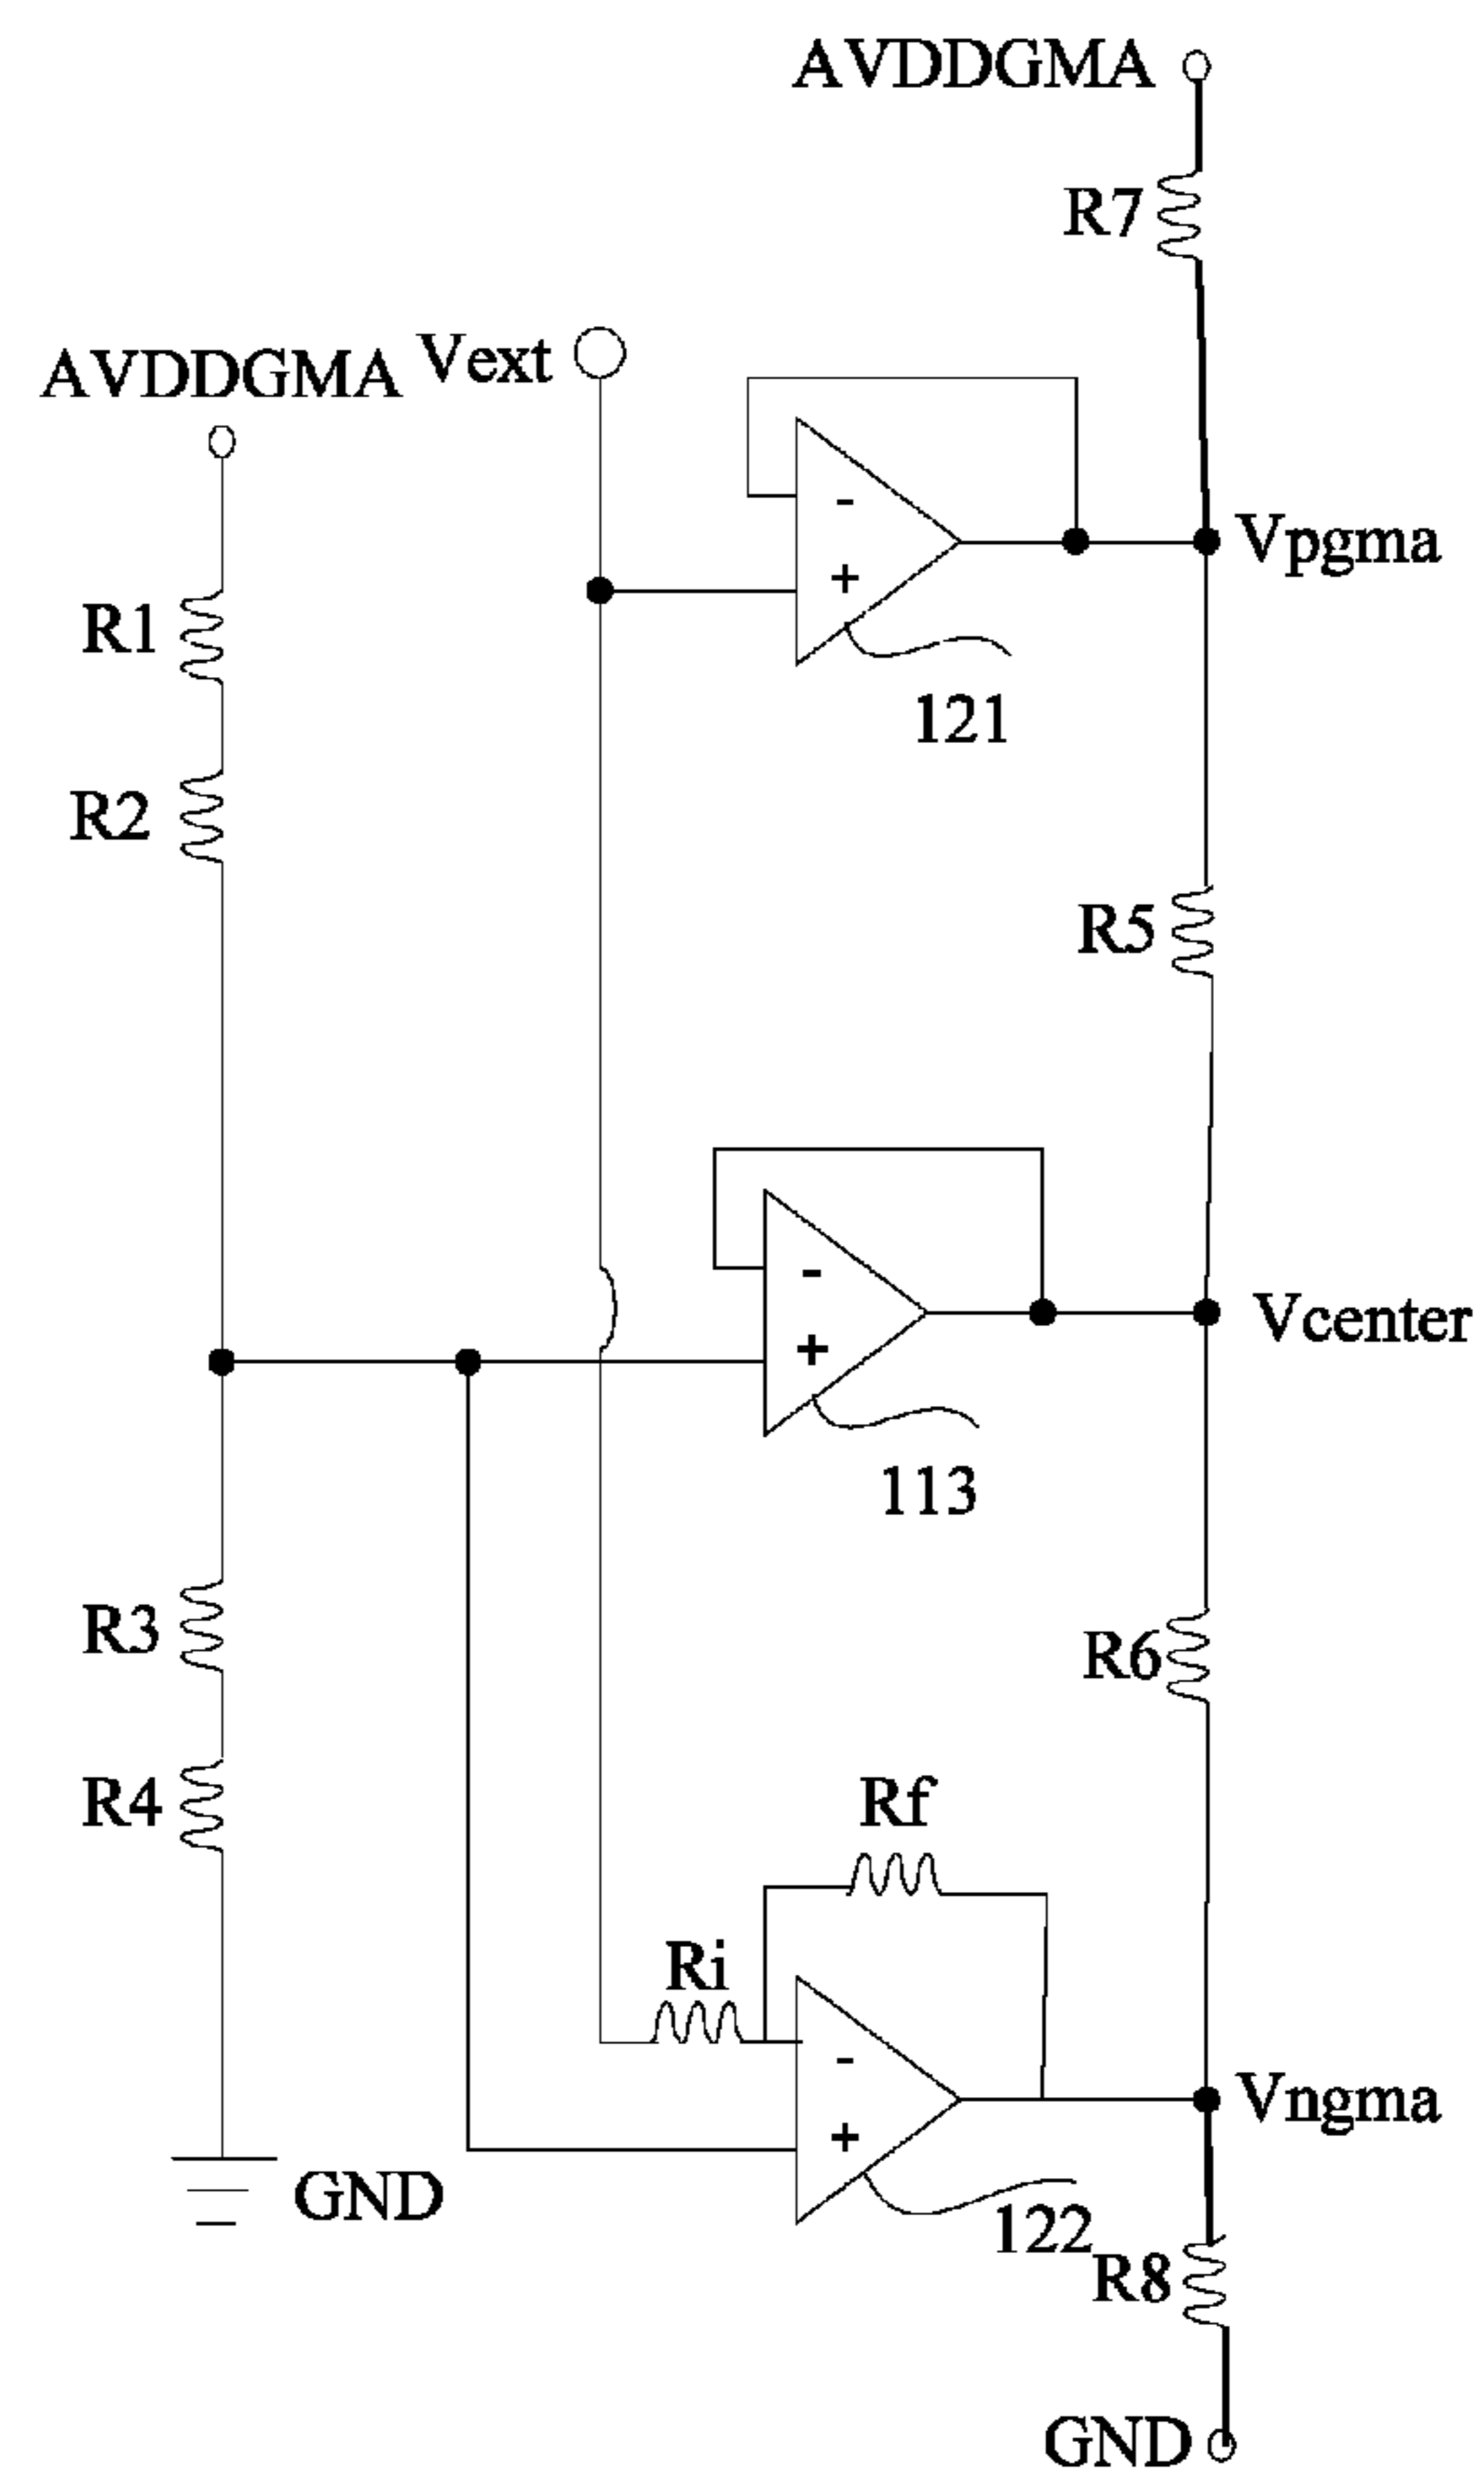 AVDDGMA
R7
AVDDGMA
Vext
-
Vpgma
+
R1
121
R2
R5
-
Vcenter
+
113
R3
R6
Rf
R4
Ri
-
Vngma
+
GND
122
R8
GND